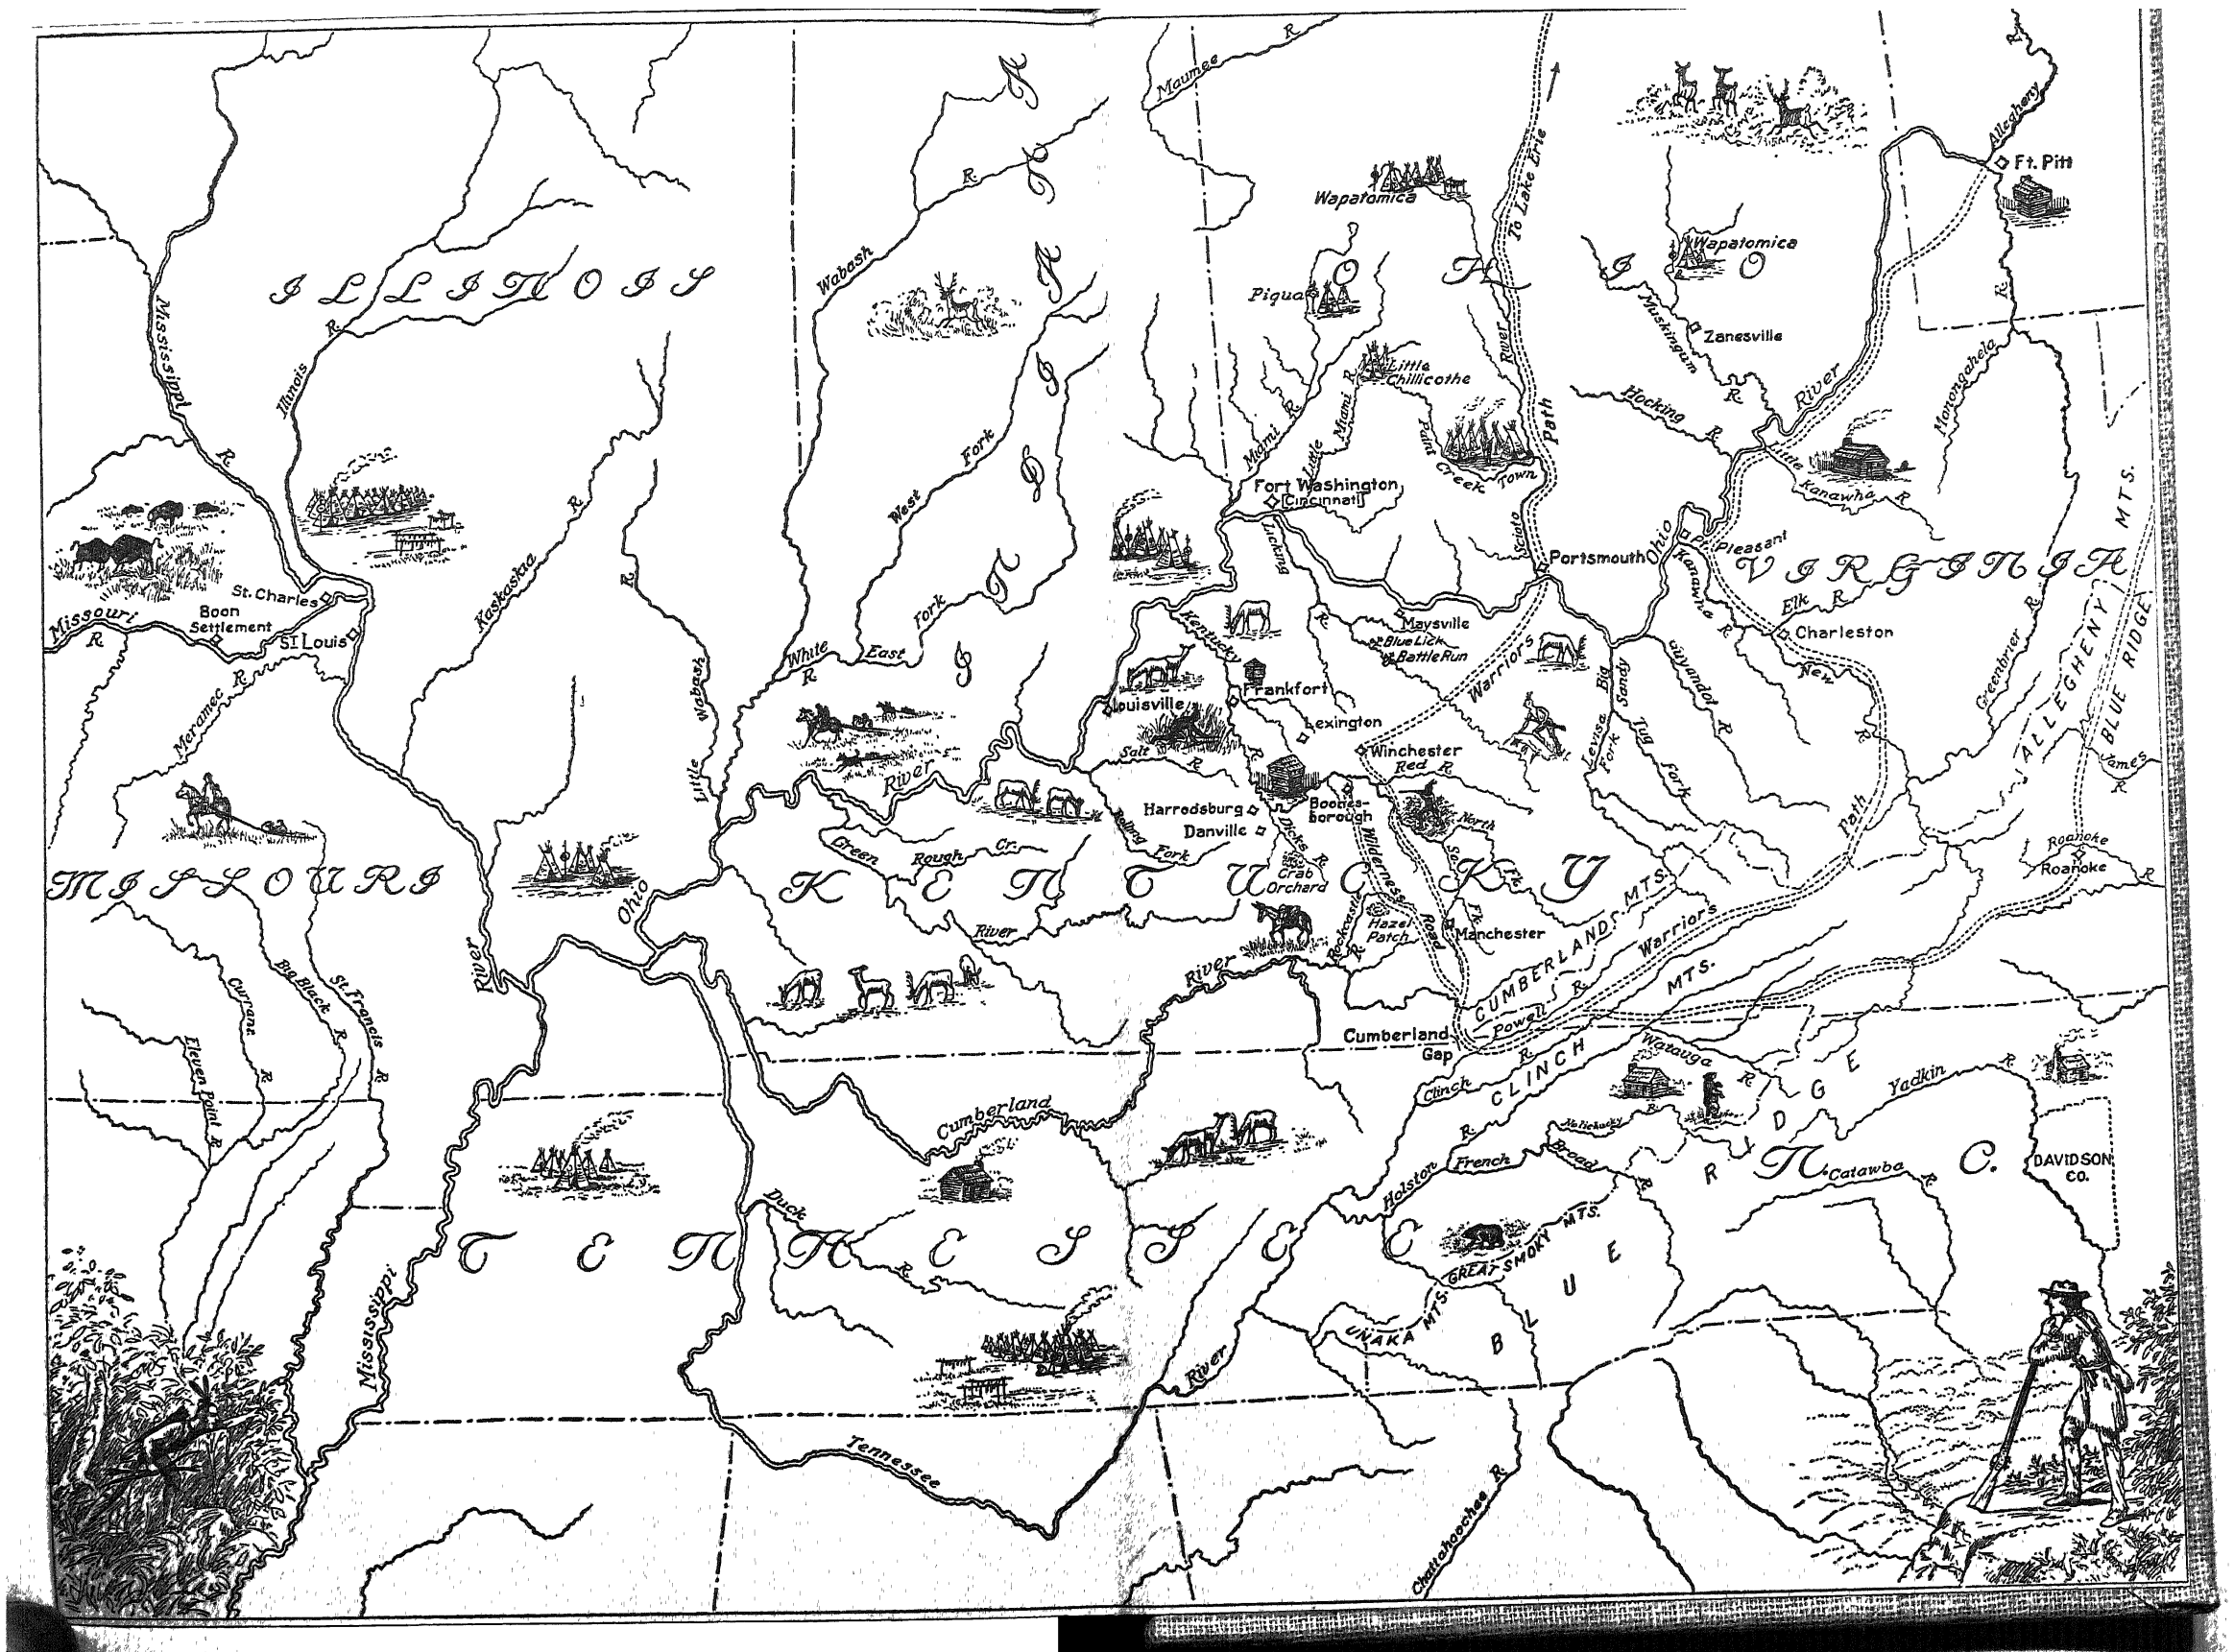 ILLINOIS
INDIANA
OHIO
VIRGINIA
MISSOURI
KENTUCKY
TENNESSEE
N. C.
Maumee R.
Allegheny R.
Ft. Pitt
To Lake Erie
Wapatomica
Wapatomica
Piqua
Wabash R.
Mississippi R.
Illinois R.
Muskingum R.
Zanesville
Monongahela R.
Little Chillicothe
River
Hocking R.
River
Path
Miami R.
Little Miami R.
Paint Creek Town
West Fork
Fort Washington
[Cincinnati]
Little Kanawha R.
Kaskaskia R.
Licking R.
Scioto
Portsmouth
Ohio
Pt. Pleasant
Kanawha R.
Elk R.
Charleston
New R.
Greenbrier R.
ALLEGHENY MTS.
BLUE RIDGE
James R.
St. Charles
Boon Settlement
Missouri R.
ST. Louis
Meramec R.
White R.
East Fork
Little Wabash R.
Kentucky R.
Maysville
Blue Lick
Battle Run
Warriors
Path
Big Sandy
Guyandot R.
Levisa Fork
Tug Fork
Frankfort
Louisville
Lexington
Winchester
Red R.
Salt R.
Harrodsburg
Danville
Boones-
borough
Rolling Fork
Dicks R.
Crab Orchard
North
So. Fk.
Fk.
Wilderness Road
Green
Rough Cr.
River
River
Ohio
Hazel Patch
Rockcastle R.
Manchester
CUMBERLAND MTS.
Warriors
Roanoke
Roanoke
R.
River
River
Currant R.
Big Black R.
St. Francis R.
Eleven Point R.
Cumberland Gap
Powell R.
CLINCH MTS.
Clinch R.
Watauga R.
Yadkin R.
Cumberland
Holston
French Broad R.
Nolichucky R.
Catawba R.
DAVIDSON CO.
BLUE RIDGE
GREAT SMOKY MTS.
UNAKA MTS.
Duck R.
Mississippi
Tennessee
River
Chattahoochee R.